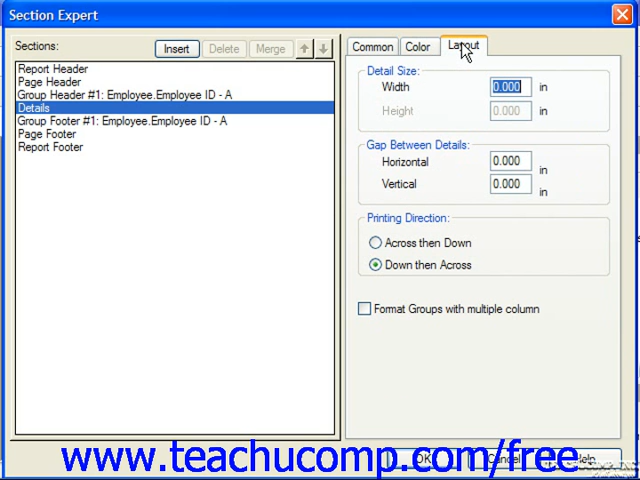 Section Expert
Sections:
Insert
Delete
Merge
Report Header
Page Header
Group Header #1: Employee.Employee ID - A
Details
Group Footer #1: Employee.Employee ID - A
Page Footer
Report Footer
Common
Color
Layout
Detail Size:
Width 0.000 in
Height 0.000 in
Gap Between Details:
Horizontal 0.000 in
Vertical 0.000 in
Printing Direction:
Across then Down
Down then Across
Format Groups with multiple column
OK
Cancel
Help
www.teachucomp.com/free